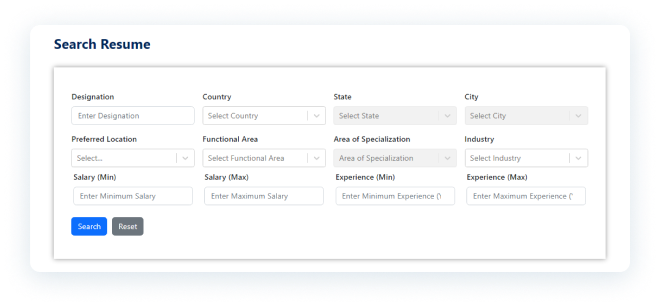 Search Resume
Designation Country State City
Enter Designation Select Country Select State Select City
Preferred Location Functional Area Area of Specialization Industry
Select... Select Functional Area Area of Specialization Select Industry
Salary (Min) Salary (Max) Experience (Min) Experience (Max)
Enter Minimum Salary Enter Maximum Salary Enter Minimum Experience (Y Enter Maximum Experience ('
Search Reset